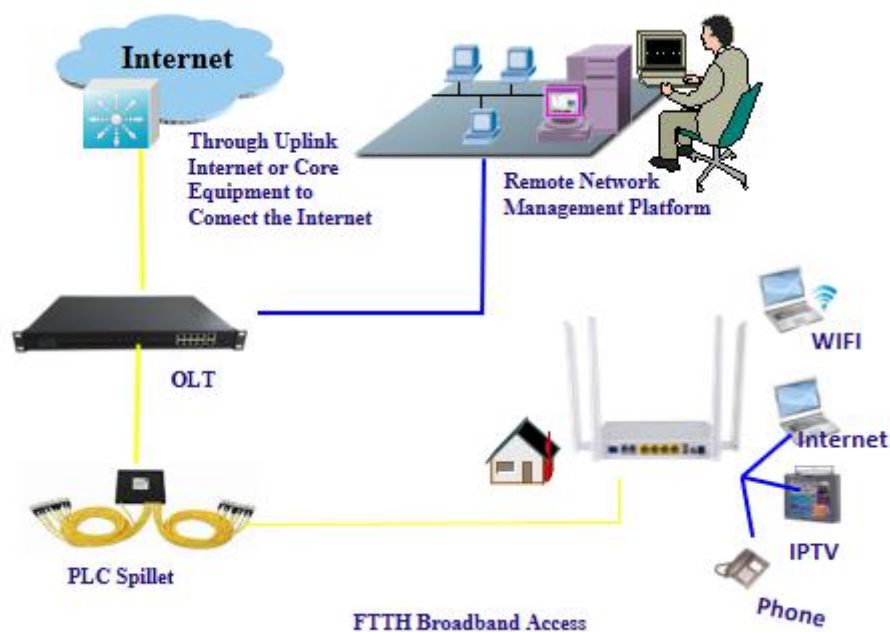 Internet
Through Uplink
Internet or Core
Equipment to
Comect the Internet
Remote Network
Management Platform
OLT
WIFI
Internet
IPTV
Phone
PLC Spillet
FTTH Broadband Access